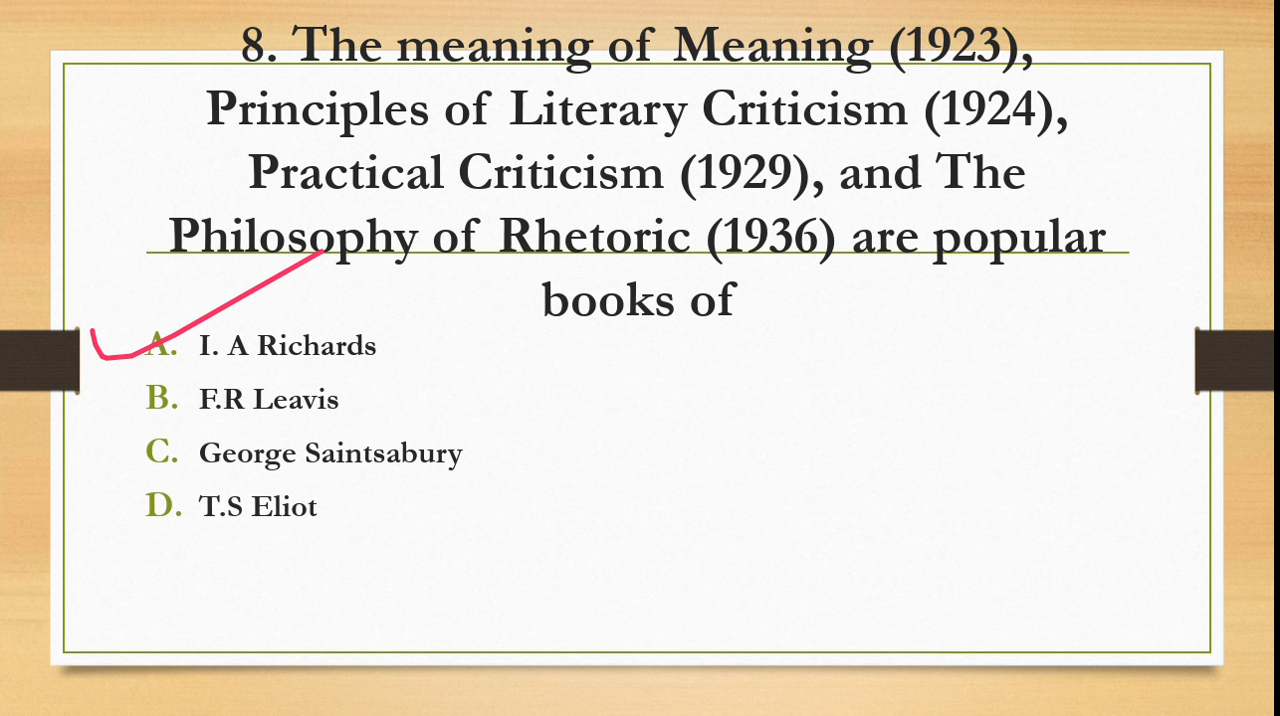 8. The meaning of Meaning (1923),
Principles of Literary Criticism (1924),
Practical Criticism (1929), and The
Philosophy of Rhetoric (1936) are popular
books of
A. I. A Richards
B. F.R Leavis
C. George Saintsabury
D. T.S Eliot